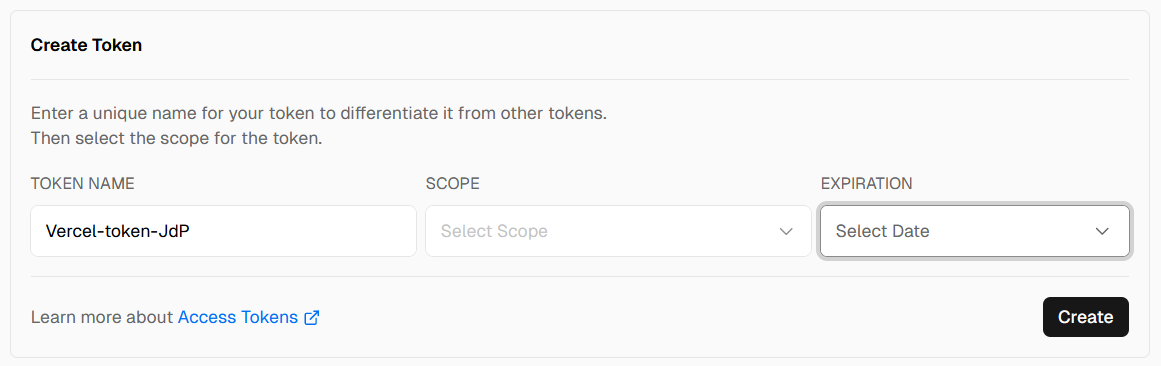 Create Token
Enter a unique name for your token to differentiate it from other tokens.
Then select the scope for the token.
TOKEN NAME
SCOPE
EXPIRATION
Vercel-token-JdP
Select Scope
Select Date
Learn more about Access Tokens
Create